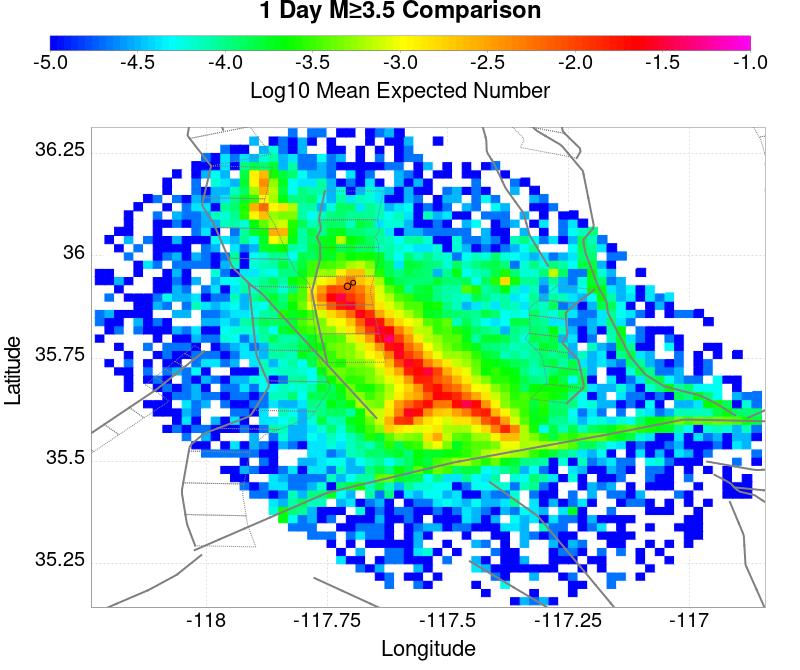 1 Day M≥3.5 Comparison
-5.0 -4.5 -4.0 -3.5 -3.0 -2.5 -2.0 -1.5 -1.0
Log10 Mean Expected Number
36.25
36
35.75
35.5
35.25
Latitude
-118 -117.75 -117.5 -117.25 -117
Longitude